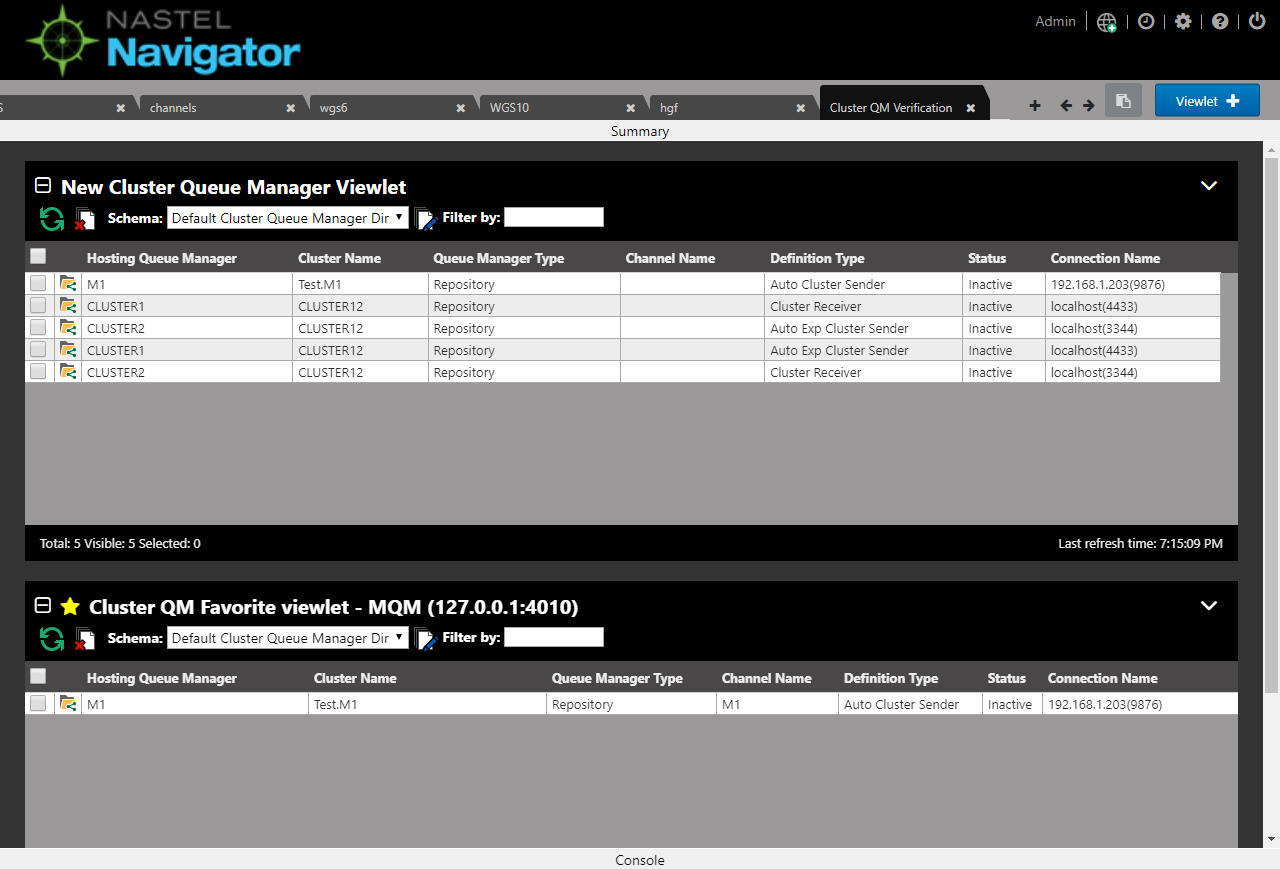 NASTEL
Navigator
Admin
S channels wgs6 WGS10 hgf Cluster QM Verification Viewlet
Summary
New Cluster Queue Manager Viewlet
Schema: Default Cluster Queue Manager Dir Filter by:
Hosting Queue Manager Cluster Name Queue Manager Type Channel Name Definition Type Status Connection Name
M1 Test.M1 Repository Auto Cluster Sender Inactive 192.168.1.203(9876)
CLUSTER1 CLUSTER12 Repository Cluster Receiver Inactive localhost(4433)
CLUSTER2 CLUSTER12 Repository Auto Exp Cluster Sender Inactive localhost(3344)
CLUSTER1 CLUSTER12 Repository Auto Exp Cluster Sender Inactive localhost(4433)
CLUSTER2 CLUSTER12 Repository Cluster Receiver Inactive localhost(3344)
Total: 5 Visible: 5 Selected: 0 Last refresh time: 7:15:09 PM
Cluster QM Favorite viewlet - MQM (127.0.0.1:4010)
Schema: Default Cluster Queue Manager Dir Filter by:
Hosting Queue Manager Cluster Name Queue Manager Type Channel Name Definition Type Status Connection Name
M1 Test.M1 Repository M1 Auto Cluster Sender Inactive 192.168.1.203(9876)
Console